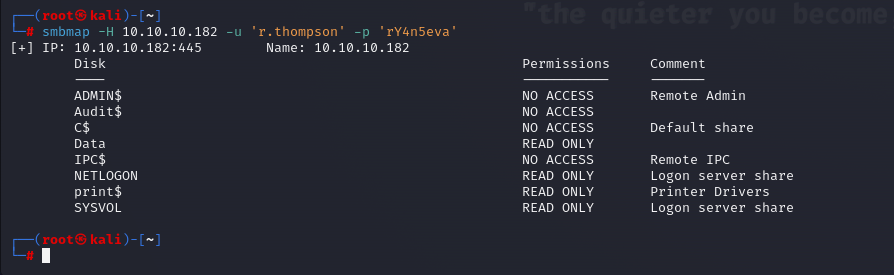 "the quieter you become
┌──(root㉿kali)-[~]
└─# smbmap -H 10.10.10.182 -u 'r.thompson' -p 'rY4n5eva'
[+] IP: 10.10.10.182:445 Name: 10.10.10.182
Disk Permissions Comment
---- ----------- -------
ADMIN$ NO ACCESS Remote Admin
Audit$ NO ACCESS
C$ NO ACCESS Default share
Data READ ONLY
IPC$ NO ACCESS Remote IPC
NETLOGON READ ONLY Logon server share
print$ READ ONLY Printer Drivers
SYSVOL READ ONLY Logon server share
┌──(root㉿kali)-[~]
└─#